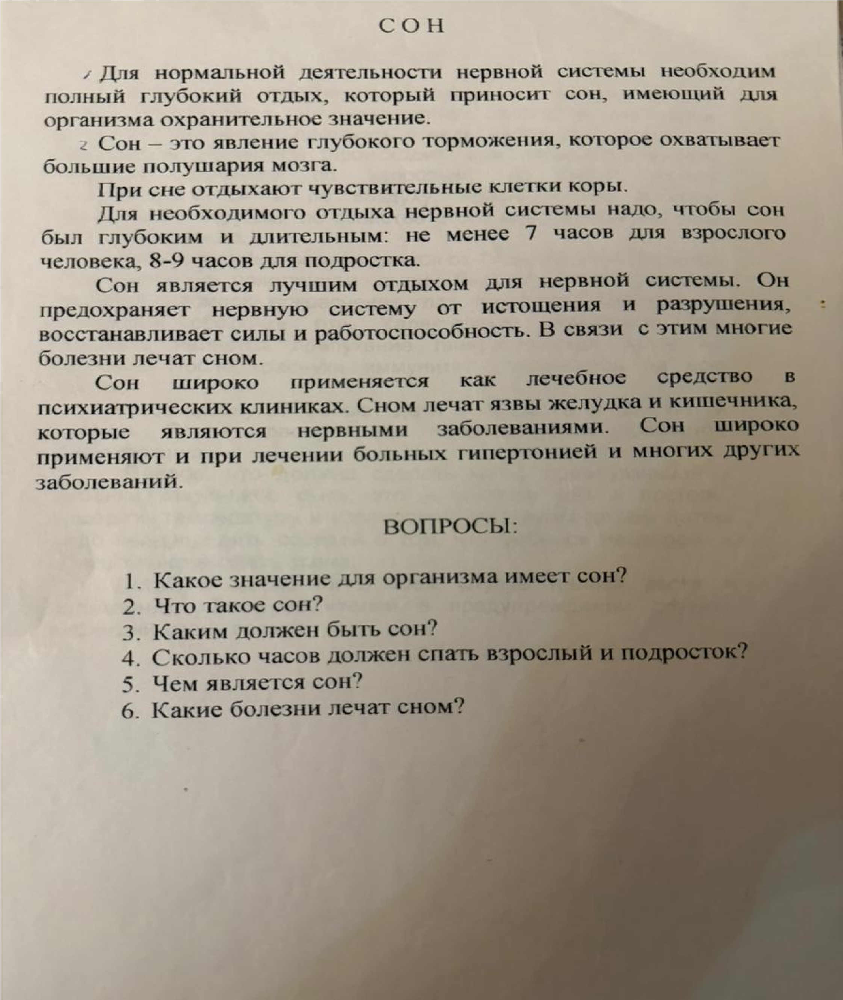 СОН
1 Для нормальной деятельности нервной системы необходим
полный глубокий отдых, который приносит сон, имеющий для
организма охранительное значение.
2 Сон – это явление глубокого торможения, которое охватывает
большие полушария мозга.
При сне отдыхают чувствительные клетки коры.
Для необходимого отдыха нервной системы надо, чтобы сон
был глубоким и длительным: не менее 7 часов для взрослого
человека, 8-9 часов для подростка.
Сон является лучшим отдыхом для нервной системы. Он
предохраняет нервную систему от истощения и разрушения,
восстанавливает силы и работоспособность. В связи с этим многие
болезни лечат сном.
Сон широко применяется как лечебное средство в
психиатрических клиниках. Сном лечат язвы желудка и кишечника,
которые являются нервными заболеваниями. Сон широко
применяют и при лечении больных гипертонией и многих других
заболеваний.
ВОПРОСЫ:
1. Какое значение для организма имеет сон?
2. Что такое сон?
3. Каким должен быть сон?
4. Сколько часов должен спать взрослый и подросток?
5. Чем является сон?
6. Какие болезни лечат сном?